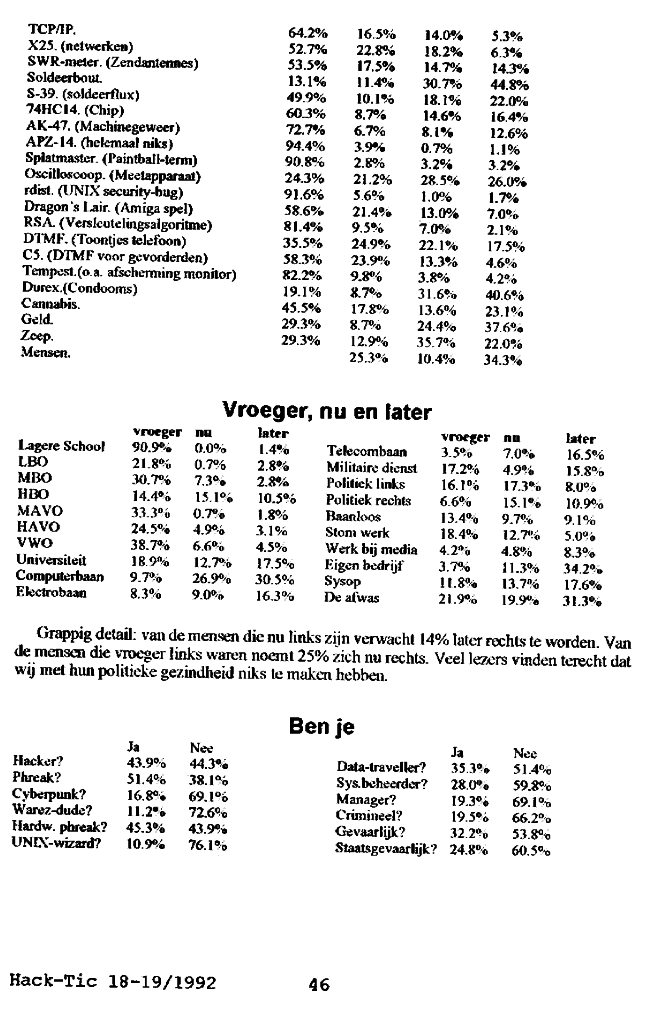 TCP/IP. 64.2% 16.5% 14.0% 5.3%
X25. (netwerken) 52.7% 22.8% 18.2% 6.3%
SWR-meter. (Zendantennes) 53.5% 17.5% 14.7% 14.3%
Soldeerbout. 13.1% 11.4% 30.7% 44.8%
S-39. (soldeerflux) 49.9% 10.1% 18.1% 22.0%
74HC14. (Chip) 60.3% 8.7% 14.6% 16.4%
AK-47. (Machinegeweer) 72.7% 6.7% 8.1% 12.6%
APZ-14. (helemaal niks) 94.4% 3.9% 0.7% 1.1%
Splatmaster. (Paintball-term) 90.8% 2.8% 3.2% 3.2%
Oscilloscoop. (Meetapparaat) 24.3% 21.2% 28.5% 26.0%
rdist. (UNIX security-bug) 91.6% 5.6% 1.0% 1.7%
Dragon's Lair. (Amiga spel) 58.6% 21.4% 13.0% 7.0%
RSA. (Versleutelingsalgoritme) 81.4% 9.5% 7.0% 2.1%
DTMF. (Toontjes telefoon) 35.5% 24.9% 22.1% 17.5%
C5. (DTMF voor gevorderden) 58.3% 23.9% 13.3% 4.6%
Tempest.(o.a. afscherming monitor) 82.2% 9.8% 3.8% 4.2%
Durex.(Condooms) 19.1% 8.7% 31.6% 40.6%
Cannabis. 45.5% 17.8% 13.6% 23.1%
Geld. 29.3% 8.7% 24.4% 37.6%
Zeep. 29.3% 12.9% 35.7% 22.0%
Mensen. 25.3% 10.4% 34.3%
Vroeger, nu en later
vroeger nu later
Lagere School 90.9% 0.0% 1.4%
LBO 21.8% 0.7% 2.8%
MBO 30.7% 7.3% 2.8%
HBO 14.4% 15.1% 10.5%
MAVO 33.3% 0.7% 1.8%
HAVO 24.5% 4.9% 3.1%
VWO 38.7% 6.6% 4.5%
Universiteit 18.9% 12.7% 17.5%
Computerbaan 9.7% 26.9% 30.5%
Electrobaan 8.3% 9.0% 16.3%
vroeger nu later
Telecombaan 3.5% 7.0% 16.5%
Militaire dienst 17.2% 4.9% 15.8%
Politiek links 16.1% 17.3% 8.0%
Politiek rechts 6.6% 15.1% 10.9%
Baanloos 13.4% 9.7% 9.1%
Stom werk 18.4% 12.7% 5.0%
Werk bij media 4.2% 4.8% 8.3%
Eigen bedrijf 3.7% 11.3% 34.2%
Sysop 11.8% 13.7% 17.6%
De afwas 21.9% 19.9% 31.3%
Grappig detail: van de mensen die nu links zijn verwacht 14% later rechts te worden. Van
de mensen die vroeger links waren noemt 25% zich nu rechts. Veel lezers vinden terecht dat
wij met hun politieke gezindheid niks te maken hebben.
Ben je
Ja Nee
Hacker? 43.9% 44.3%
Phreak? 51.4% 38.1%
Cyberpunk? 16.8% 69.1%
Warez-dude? 11.2% 72.6%
Hardw. phreak? 45.3% 43.9%
UNIX-wizard? 10.9% 76.1%
Ja Nee
Data-traveller? 35.3% 51.4%
Sys.beheerder? 28.0% 59.8%
Manager? 19.3% 69.1%
Crimineel? 19.5% 66.2%
Gevaarlijk? 32.2% 53.8%
Staatsgevaarlijk? 24.8% 60.5%
Hack-Tic 18-19/1992 46